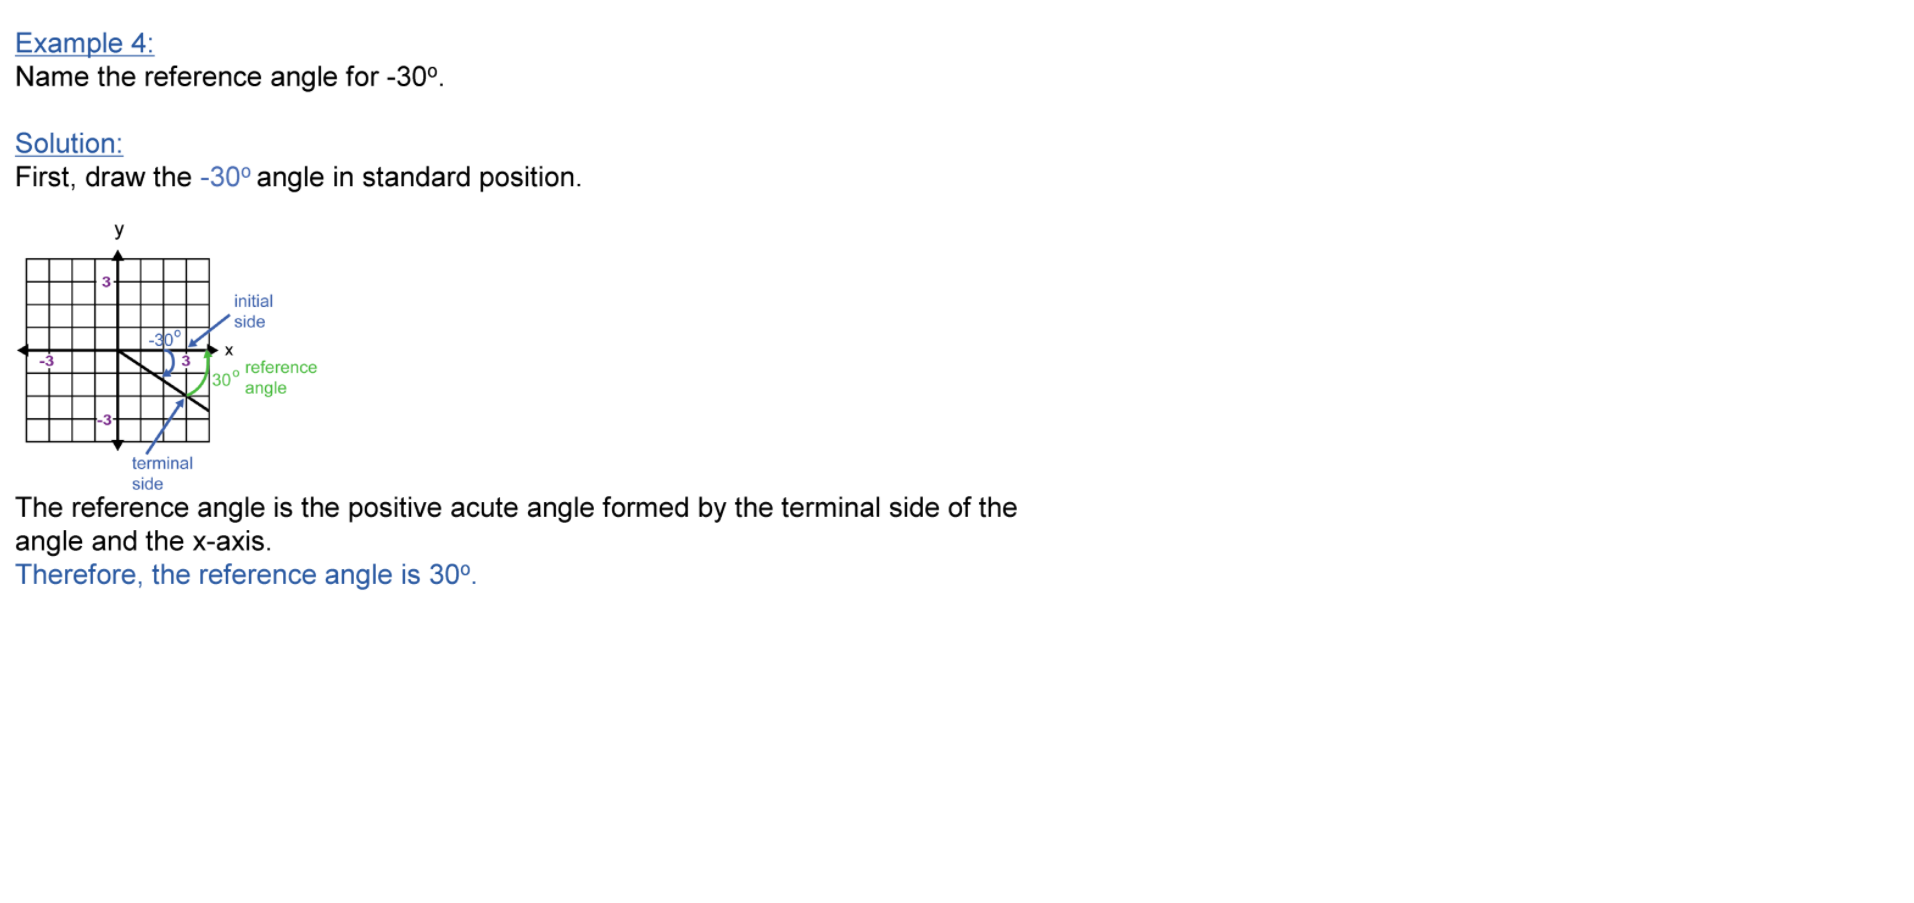 Example 4:
Name the reference angle for -30º.
Solution:
First, draw the -30º angle in standard position.
y
3
initial
side
-30º
x
-3
3
reference
30º
angle
-3
terminal
side
The reference angle is the positive acute angle formed by the terminal side of the
angle and the x-axis.
Therefore, the reference angle is 30º.